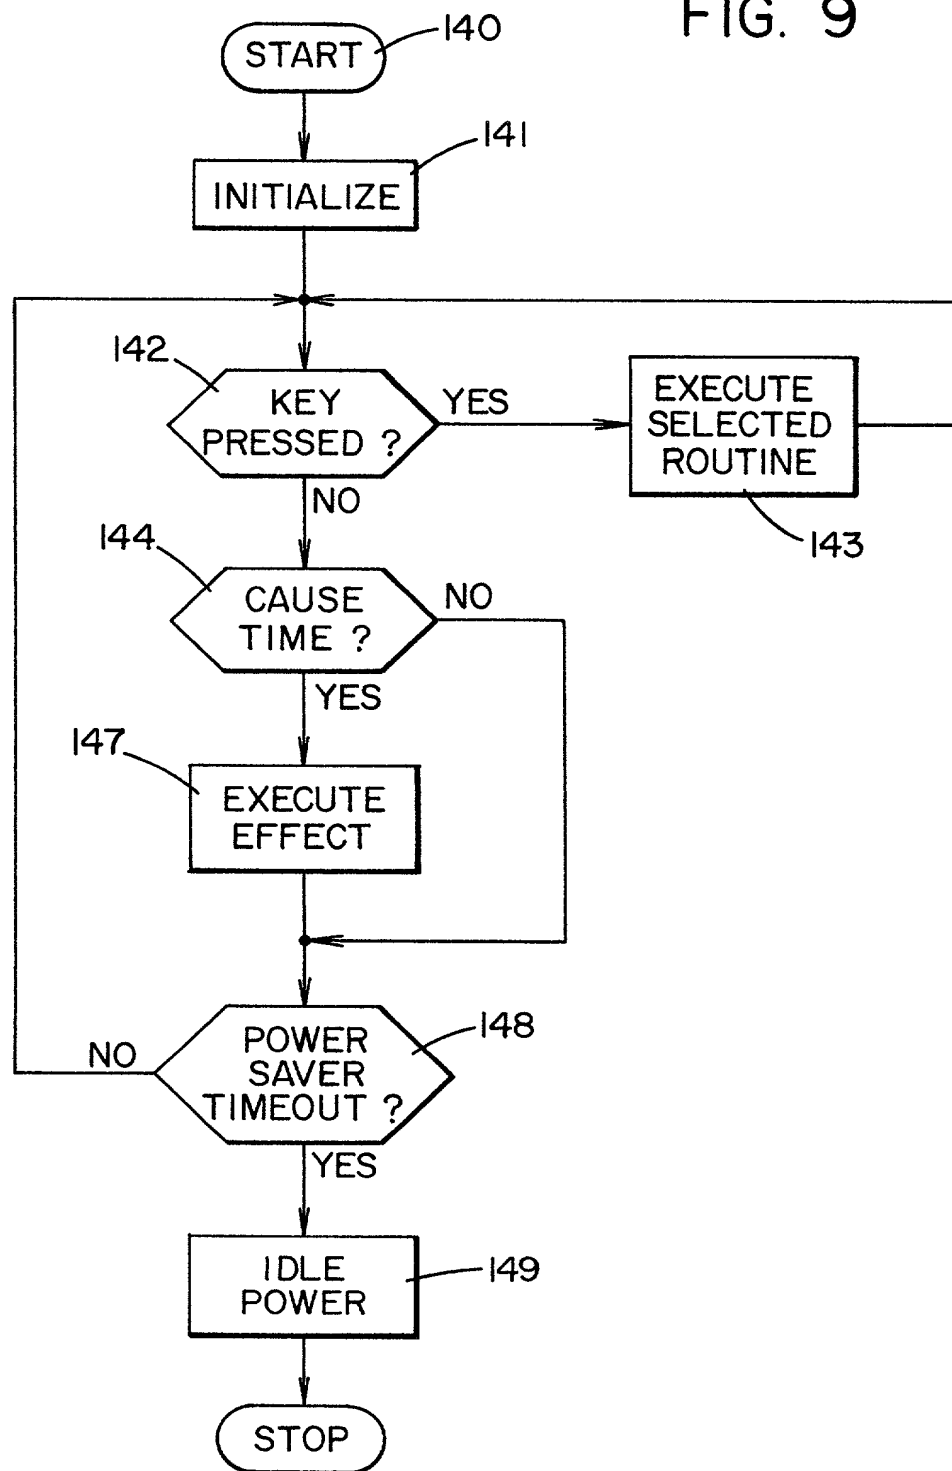 FIG. 9
START
140
INITIALIZE
141
142
KEY
PRESSED ?
YES
EXECUTE
SELECTED
ROUTINE
143
NO
144
CAUSE
TIME ?
NO
YES
147
EXECUTE
EFFECT
148
POWER
SAVER
TIMEOUT ?
NO
YES
IDLE
POWER
149
STOP